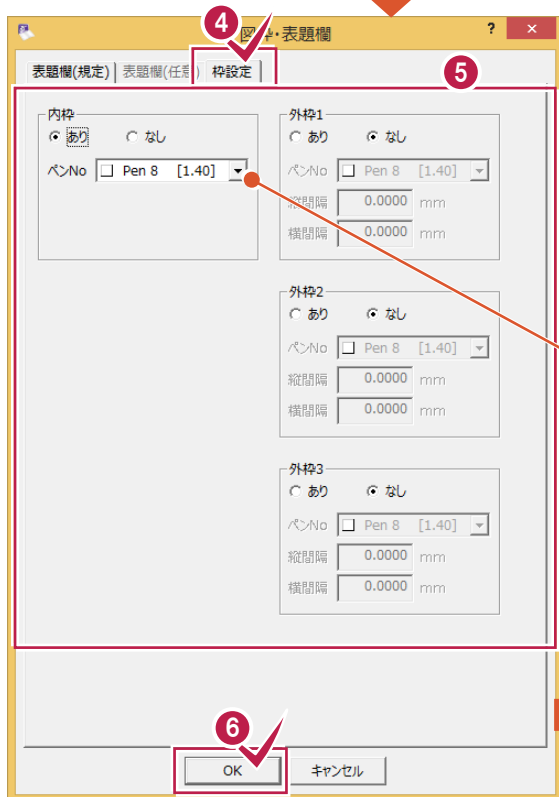 4
図枠・表題欄
?
×
表題欄(規定) 表題欄(任意) 枠設定
5
内枠
あり なし
ペンNo Pen 8 [1.40]
外枠1
あり なし
ペンNo Pen 8 [1.40]
縦間隔 0.0000 mm
横間隔 0.0000 mm
外枠2
あり なし
ペンNo Pen 8 [1.40]
縦間隔 0.0000 mm
横間隔 0.0000 mm
外枠3
あり なし
ペンNo Pen 8 [1.40]
縦間隔 0.0000 mm
横間隔 0.0000 mm
6
OK キャンセル